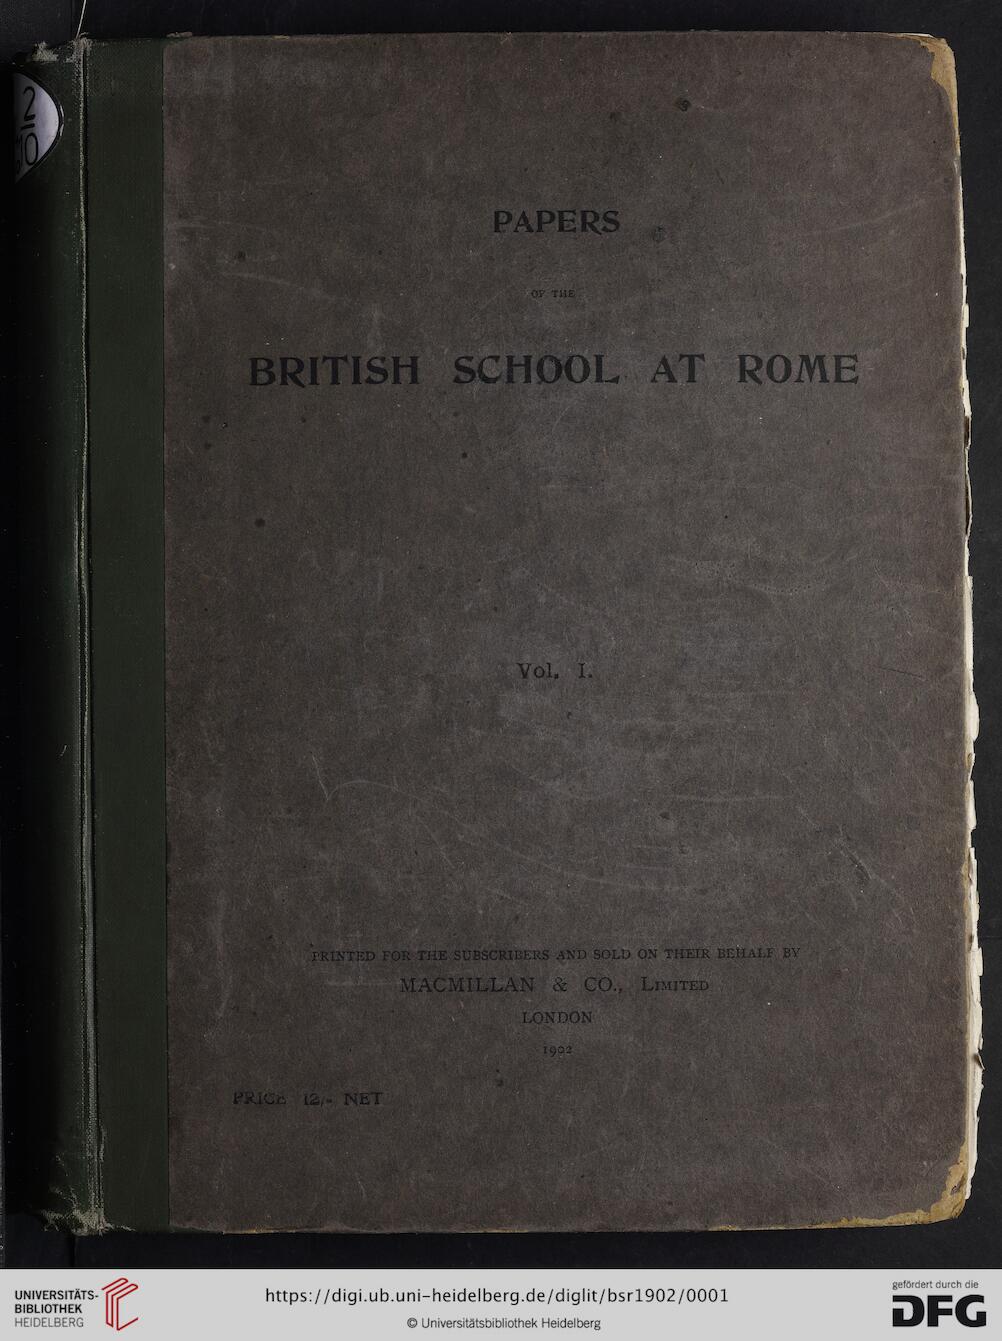 2
10
PAPERS
OF THE
BRITISH SCHOOL AT ROME
Vol. I.
PRINTED FOR THE SUBSCRIBERS AND SOLD ON THEIR BEHALF BY
MACMILLAN & CO., LIMITED
LONDON
1902
PRICE 12/- NET
UNIVERSITÄTS-
BIBLIOTHEK
HEIDELBERG
https://digi.ub.uni-heidelberg.de/diglit/bsr1902/0001
© Universitätsbibliothek Heidelberg
gefördert durch die
DFG